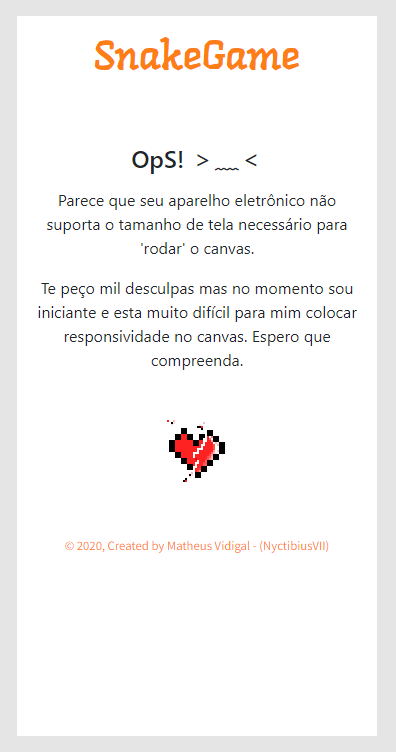 SnakeGame
OpS! >﹏<
Parece que seu aparelho eletrônico não
suporta o tamanho de tela necessário para
'rodar' o canvas.
Te peço mil desculpas mas no momento sou
iniciante e esta muito difícil para mim colocar
responsividade no canvas. Espero que
compreenda.
© 2020, Created by Matheus Vidigal - (NyctibiusVII)